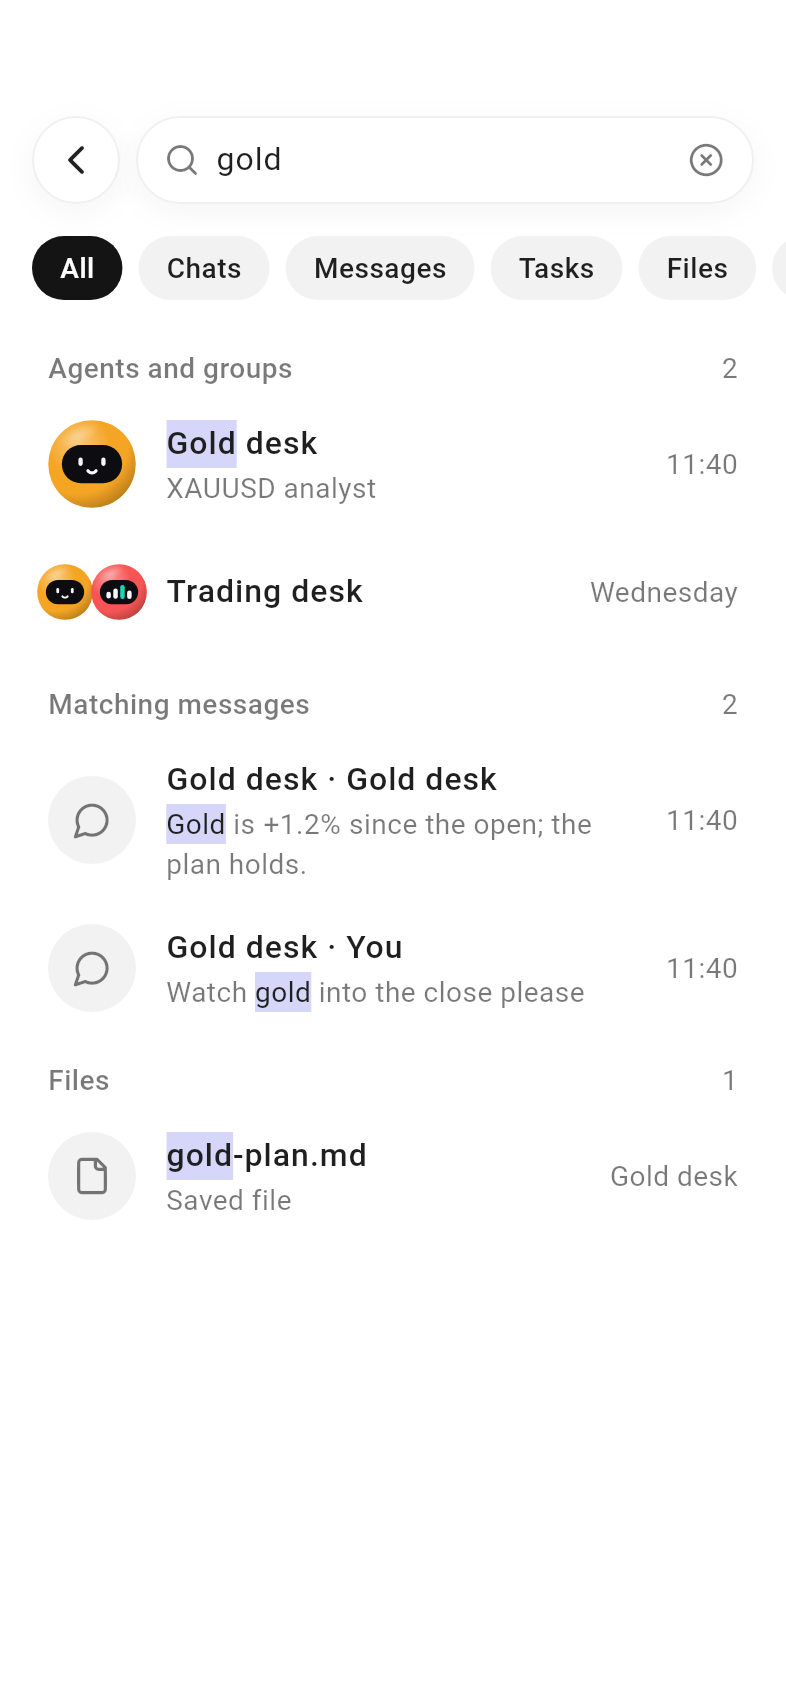 gold
All
Chats
Messages
Tasks
Files
Agents and groups
2
Gold desk
XAUUSD analyst
11:40
Trading desk
Wednesday
Matching messages
2
Gold desk · Gold desk
Gold is +1.2% since the open; the
plan holds.
11:40
Gold desk · You
Watch gold into the close please
11:40
Files
1
gold-plan.md
Saved file
Gold desk